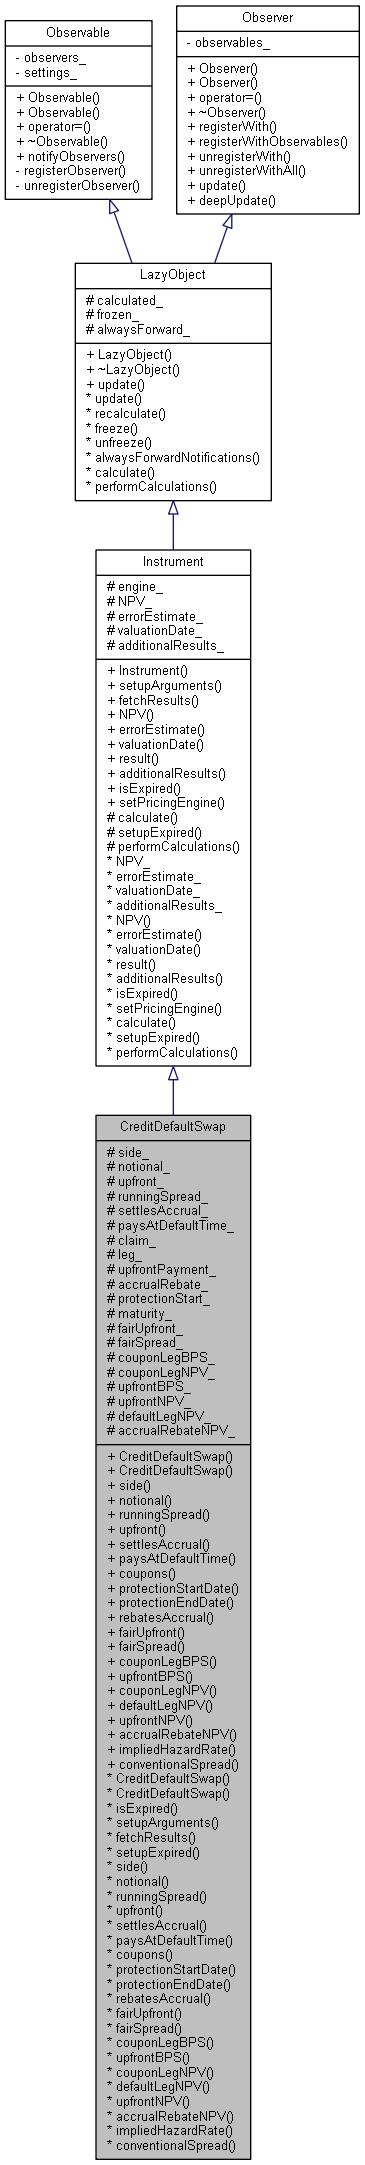 Observable
- observers_
- settings_
+ Observable()
+ Observable()
+ operator=()
+ ~Observable()
+ notifyObservers()
- registerObserver()
- unregisterObserver()
Observer
- observables_
+ Observer()
+ Observer()
+ operator=()
+ ~Observer()
+ registerWith()
+ registerWithObservables()
+ unregisterWith()
+ unregisterWithAll()
+ update()
+ deepUpdate()
LazyObject
# calculated_
# frozen_
# alwaysForward_
+ LazyObject()
+ ~LazyObject()
+ update()
* update()
* recalculate()
* freeze()
* unfreeze()
* alwaysForwardNotifications()
* calculate()
* performCalculations()
Instrument
# engine_
# NPV_
# errorEstimate_
# valuationDate_
# additionalResults_
+ Instrument()
+ setupArguments()
+ fetchResults()
+ NPV()
+ errorEstimate()
+ valuationDate()
+ result()
+ additionalResults()
+ isExpired()
+ setPricingEngine()
# calculate()
# setupExpired()
# performCalculations()
* NPV_
* errorEstimate_
* valuationDate_
* additionalResults_
* NPV()
* errorEstimate()
* valuationDate()
* result()
* additionalResults()
* isExpired()
* setPricingEngine()
* calculate()
* setupExpired()
* performCalculations()
CreditDefaultSwap
# side_
# notional_
# upfront_
# runningSpread_
# settlesAccrual_
# paysAtDefaultTime_
# claim_
# leg_
# upfrontPayment_
# accrualRebate_
# protectionStart_
# maturity_
# fairUpfront_
# fairSpread_
# couponLegBPS_
# couponLegNPV_
# upfrontBPS_
# upfrontNPV_
# defaultLegNPV_
# accrualRebateNPV_
+ CreditDefaultSwap()
+ CreditDefaultSwap()
+ side()
+ notional()
+ runningSpread()
+ upfront()
+ settlesAccrual()
+ paysAtDefaultTime()
+ coupons()
+ protectionStartDate()
+ protectionEndDate()
+ rebatesAccrual()
+ fairUpfront()
+ fairSpread()
+ couponLegBPS()
+ upfrontBPS()
+ couponLegNPV()
+ defaultLegNPV()
+ upfrontNPV()
+ accrualRebateNPV()
+ impliedHazardRate()
+ conventionalSpread()
* CreditDefaultSwap()
* CreditDefaultSwap()
* isExpired()
* setupArguments()
* fetchResults()
* setupExpired()
* side()
* notional()
* runningSpread()
* upfront()
* settlesAccrual()
* paysAtDefaultTime()
* coupons()
* protectionStartDate()
* protectionEndDate()
* rebatesAccrual()
* fairUpfront()
* fairSpread()
* couponLegBPS()
* upfrontBPS()
* couponLegNPV()
* defaultLegNPV()
* upfrontNPV()
* accrualRebateNPV()
* impliedHazardRate()
* conventionalSpread()